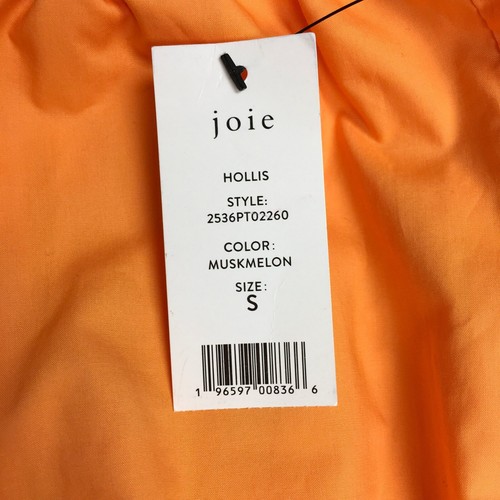 joie
HOLLIS
STYLE:
2536PT02260
COLOR:
MUSKMELON
SIZE:
S
1 96597 00836 6